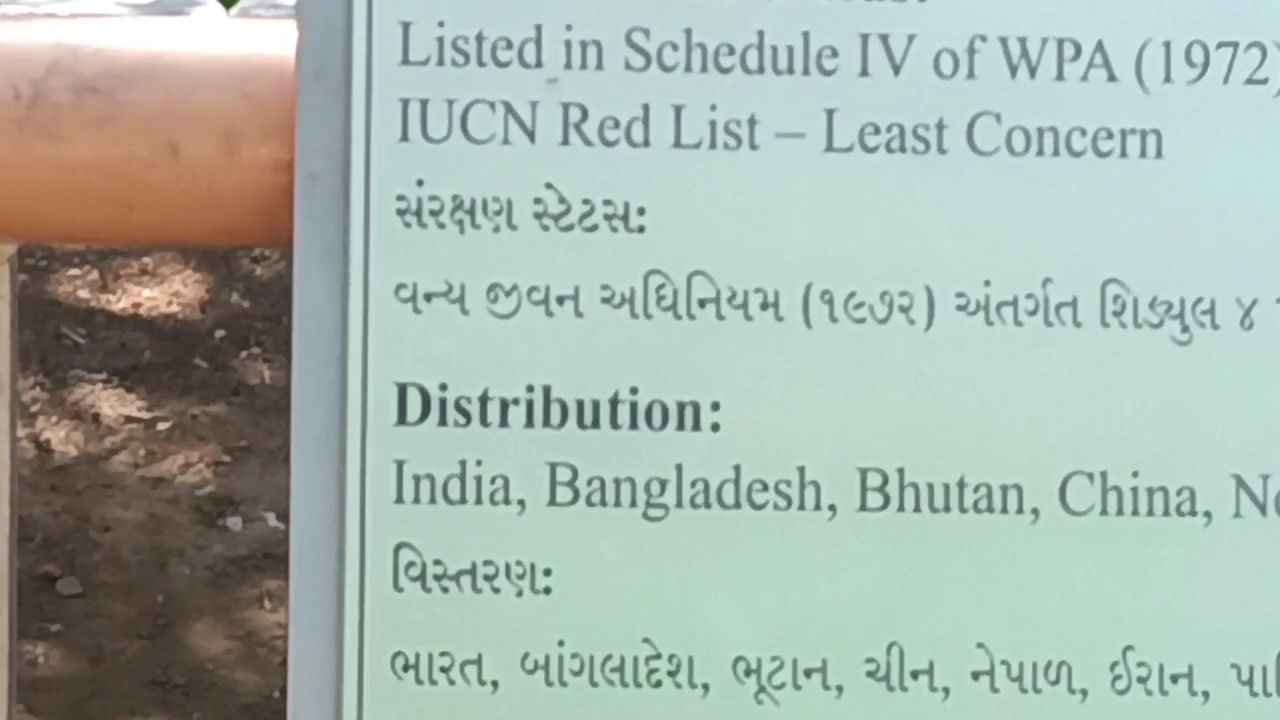 Listed in Schedule IV of WPA (1972)
IUCN Red List – Least Concern
સંરક્ષણ સ્ટેટસઃ
વન્ય જીવન અધિનિયમ (૧૯૭૨) અંતર્ગત શિડ્યુલ ૪
Distribution:
India, Bangladesh, Bhutan, China,
વિસ્તરણઃ
ભારત, બાંગલાદેશ, ભૂટાન, ચીન, નેપાળ, ઈરાન,